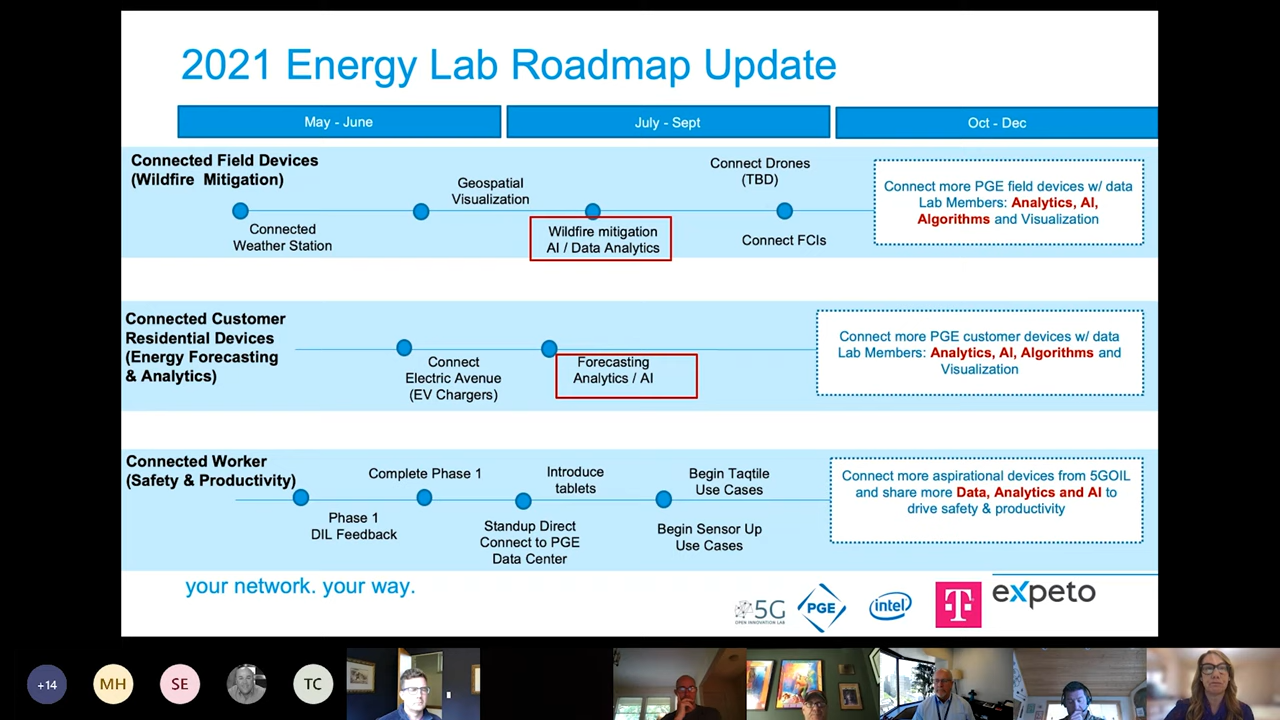 2021 Energy Lab Roadmap Update
May - June
July - Sept
Oct - Dec
Connected Field Devices
(Wildfire Mitigation)
Connected
Weather Station
Geospatial
Visualization
Wildfire mitigation
AI / Data Analytics
Connect Drones
(TBD)
Connect FCIs
Connect more PGE field devices w/ data
Lab Members: Analytics, AI,
Algorithms and Visualization
Connected Customer
Residential Devices
(Energy Forecasting
& Analytics)
Connect
Electric Avenue
(EV Chargers)
Forecasting
Analytics / AI
Connect more PGE customer devices w/ data
Lab Members: Analytics, AI, Algorithms and
Visualization
Connected Worker
(Safety & Productivity)
Phase 1
DIL Feedback
Complete Phase 1
Introduce
tablets
Standup Direct
Connect to PGE
Data Center
Begin Taqtile
Use Cases
Begin Sensor Up
Use Cases
Connect more aspirational devices from 5GOIL
and share more Data, Analytics and AI to
drive safety & productivity
your network. your way.
5G
OPEN INNOVATION LAB
PGE
intel
T
expeto
+14
MH
SE
TC